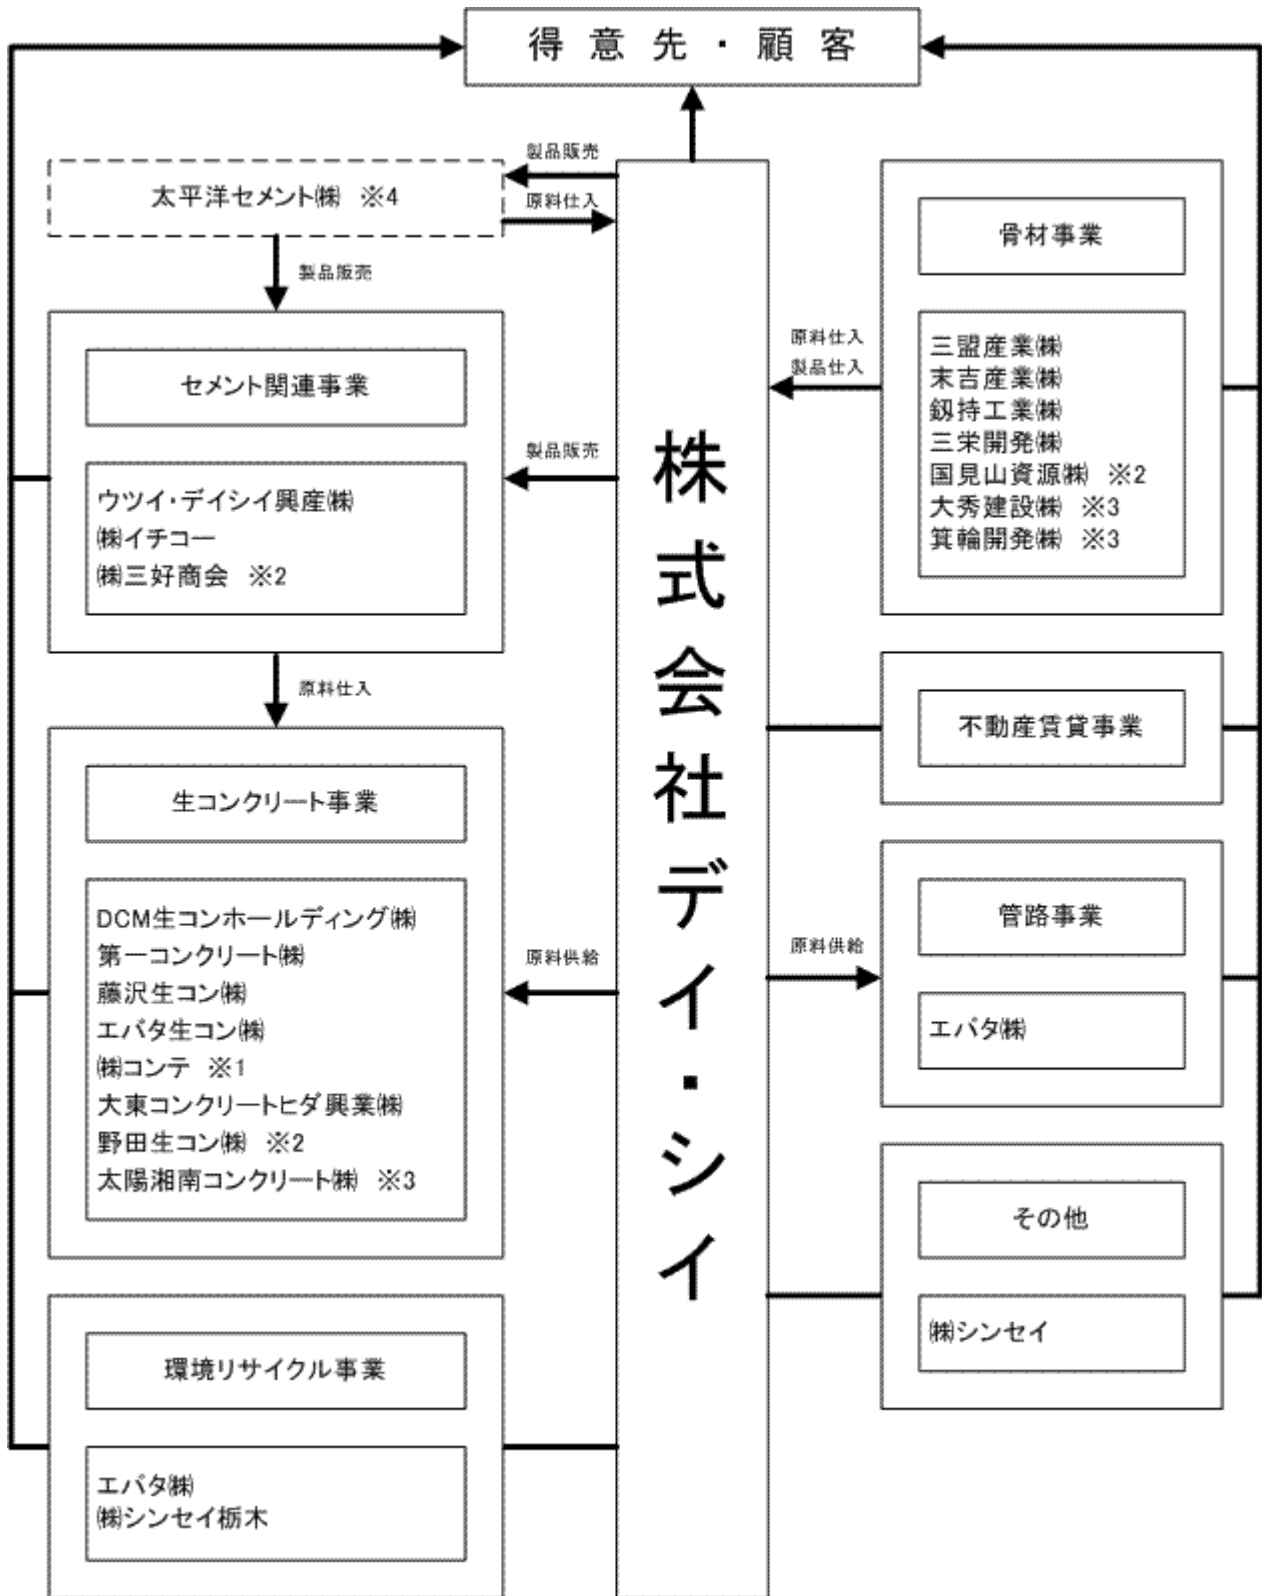 得意先・顧客
太平洋セメント㈱ ※4
製品販売
原料仕入
製品販売
セメント関連事業
ウツイ・デイシイ興産㈱
㈱イチコー
㈱三好商会 ※2
製品販売
原料仕入
生コンクリート事業
DCM生コンホールディング㈱
第一コンクリート㈱
藤沢生コン㈱
エバタ生コン㈱
㈱コンテ ※1
大東コンクリートヒダ興業㈱
野田生コン㈱ ※2
太陽湘南コンクリート㈱ ※3
原料供給
環境リサイクル事業
エバタ㈱
㈱シンセイ栃木
株式会社デイ・シイ
骨材事業
三盟産業㈱
末吉産業㈱
釼持工業㈱
三栄開発㈱
国見山資源㈱ ※2
大秀建設㈱ ※3
箕輪開発㈱ ※3
原料仕入
製品仕入
不動産賃貸事業
管路事業
エバタ㈱
原料供給
その他
㈱シンセイ